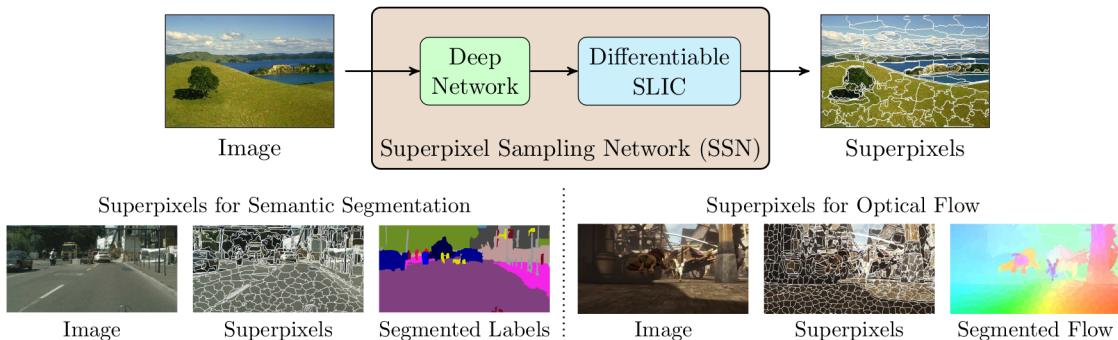 Deep
Network
Differentiable
SLIC
Superpixel Sampling Network (SSN)
Image
Superpixels
Superpixels for Semantic Segmentation
Image
Superpixels
Segmented Labels
Superpixels for Optical Flow
Image
Superpixels
Segmented Flow